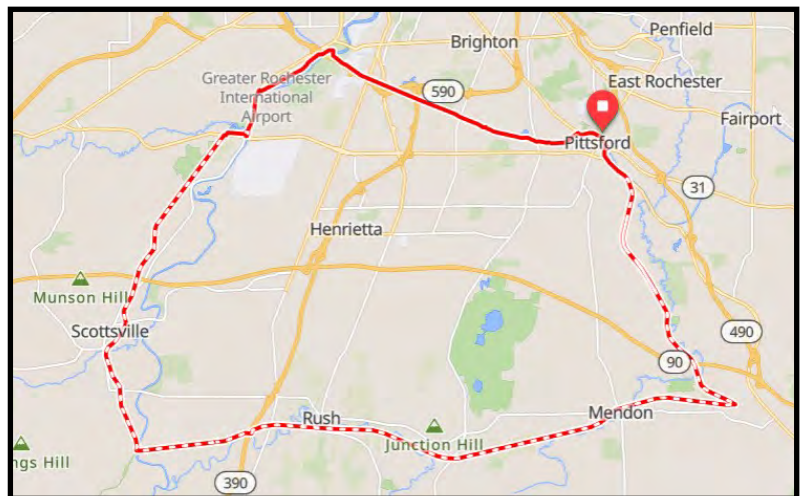 Penfield
Brighton
Greater Rochester
International
Airport
590
East Rochester
Fairport
Pittsford
31
Henrietta
Munson Hill
Scottsville
490
90
Mendon
Rush
Junction Hill
ngs Hill
390